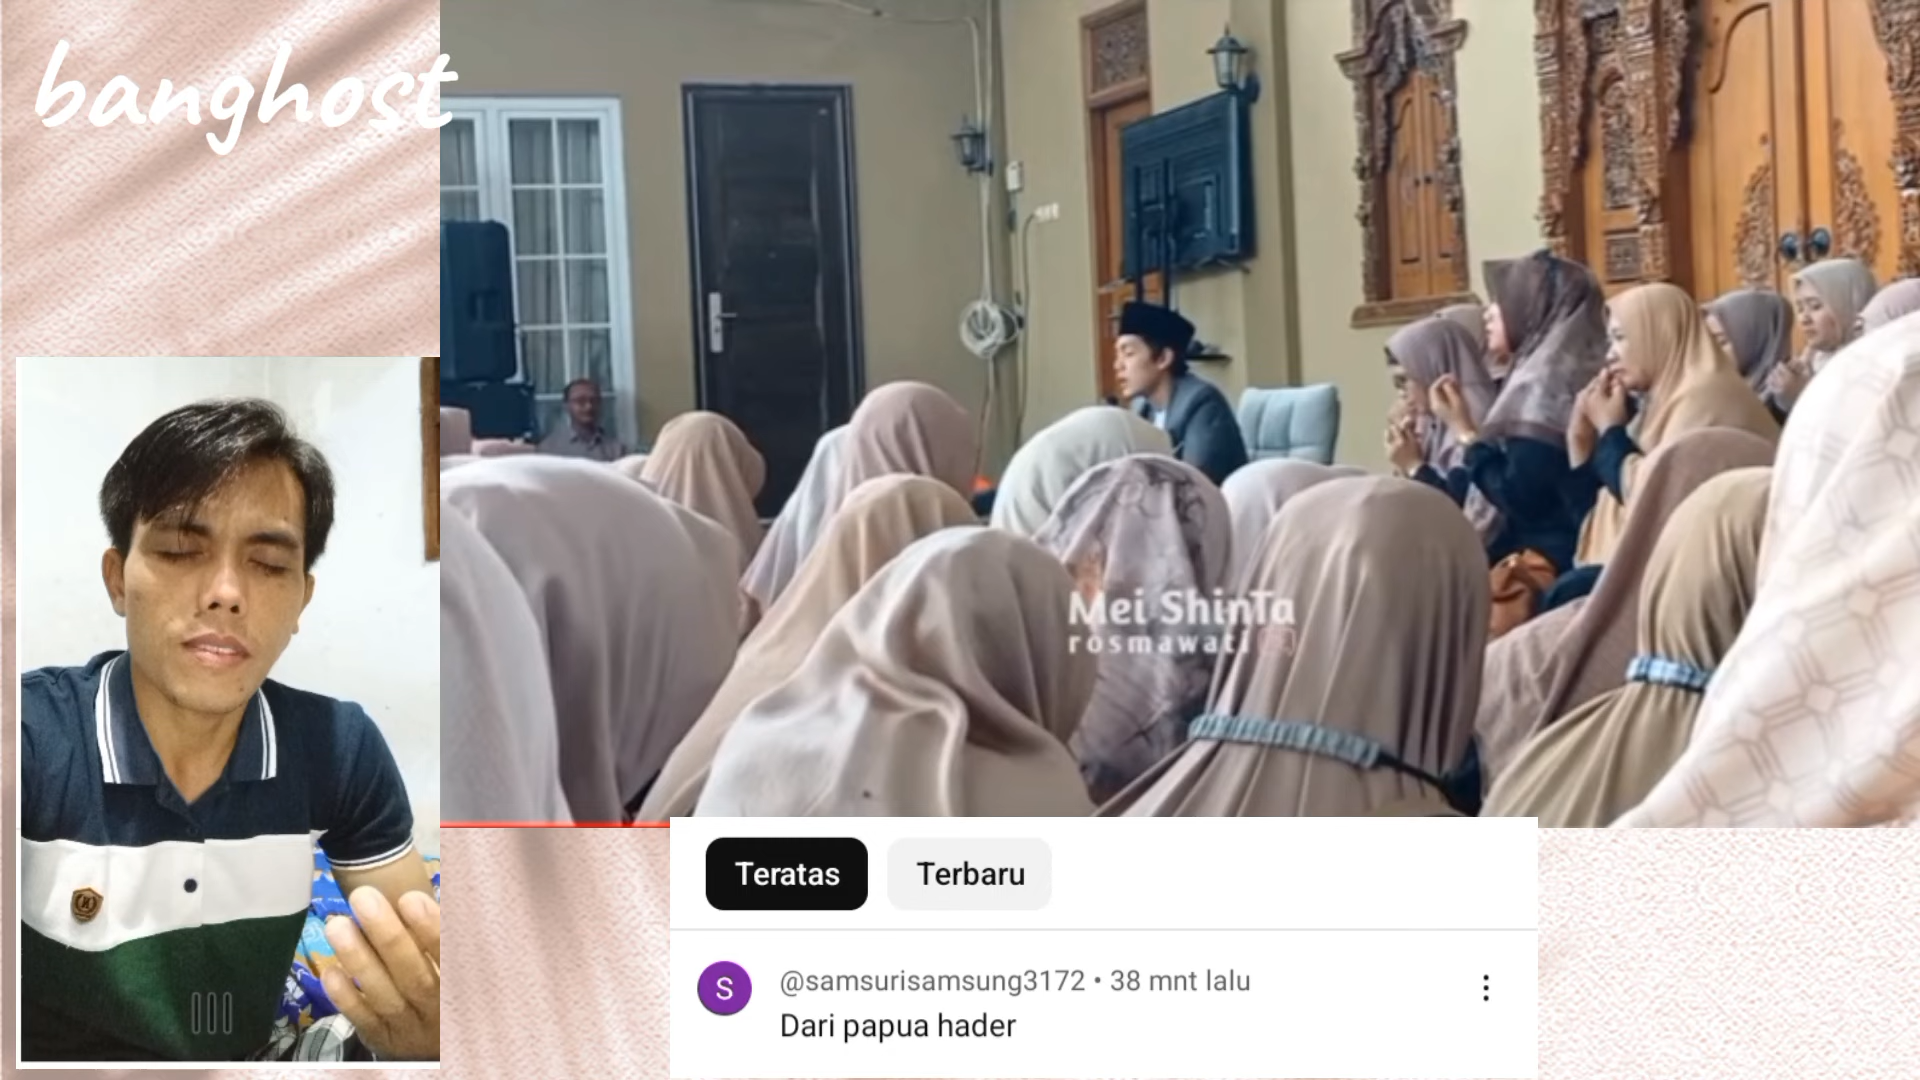 banghost
Mei ShinTa
rosmawati
Teratas
Terbaru
S
@samsurisamsung3172 • 38 mnt lalu
Dari papua hader